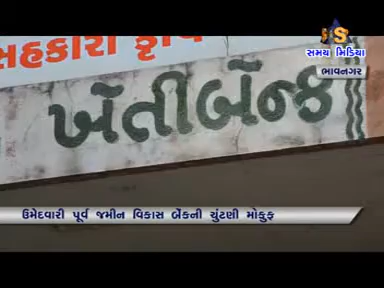 S
સમય મિડિયા
ભાવનગર
સહકારી કૃષિ
ખેતીબેંન્ક
ઉમેદવારી પૂર્વ જમીન વિકાસ બેંકની ચુંટણી મોકુફ